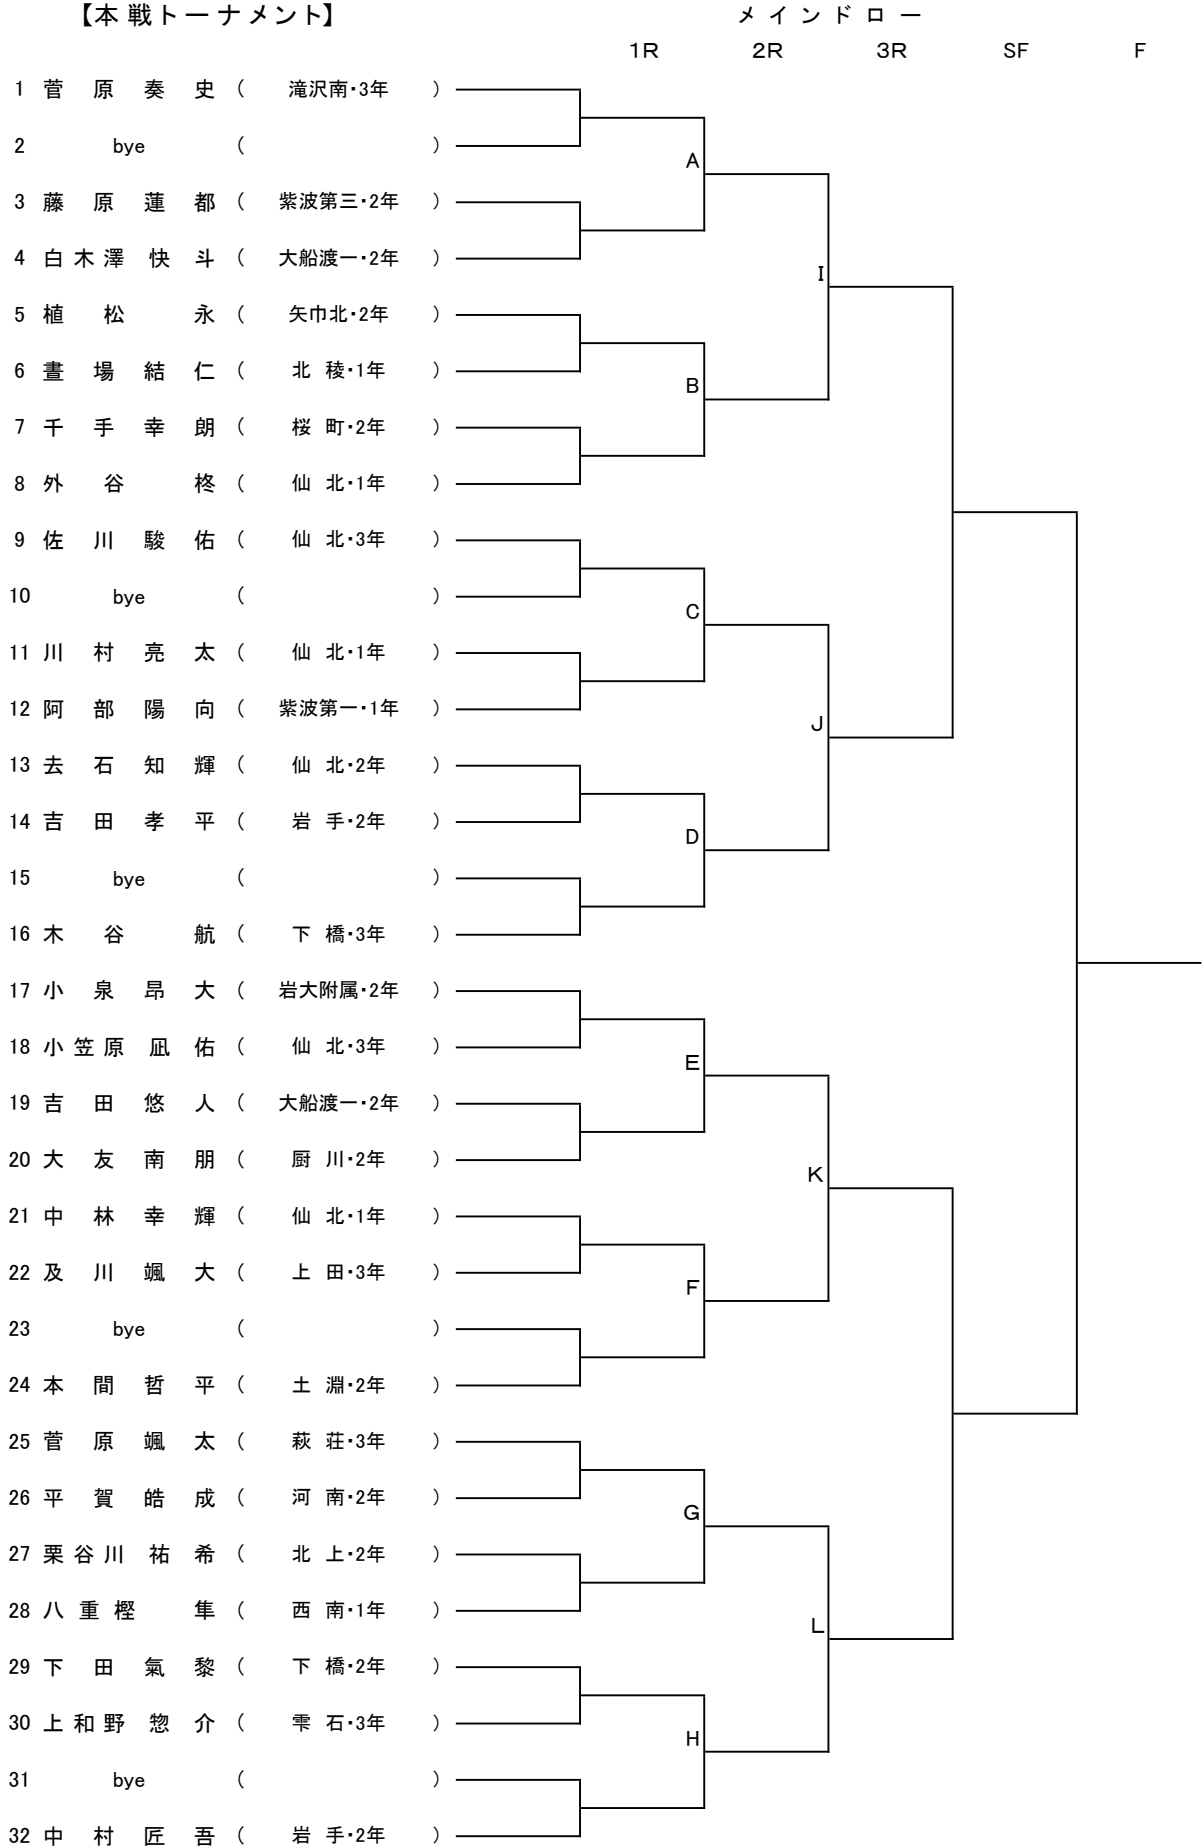 【本戦トーナメント】 メインドロー
1R 2R 3R SF F
1 菅原奏史 ( 滝沢南・3年 )
2 bye ( )
A
3 藤原蓮都 ( 紫波第三・2年 )
4 白木澤快斗 ( 大船渡一・2年 )
I
5 植松永 ( 矢巾北・2年 )
6 晝場結仁 ( 北稜・1年 )
B
7 千手幸朗 ( 桜町・2年 )
8 外谷柊 ( 仙北・1年 )
9 佐川駿佑 ( 仙北・3年 )
10 bye ( )
C
11 川村亮太 ( 仙北・1年 )
12 阿部陽向 ( 紫波第一・1年 )
J
13 去石知輝 ( 仙北・2年 )
14 吉田孝平 ( 岩手・2年 )
D
15 bye ( )
16 木谷航 ( 下橋・3年 )
17 小泉昂大 ( 岩大附属・2年 )
18 小笠原凪佑 ( 仙北・3年 )
E
19 吉田悠人 ( 大船渡一・2年 )
20 大友南朋 ( 厨川・2年 )
K
21 中林幸輝 ( 仙北・1年 )
22 及川颯大 ( 上田・3年 )
F
23 bye ( )
24 本間哲平 ( 土淵・2年 )
25 菅原颯太 ( 萩荘・3年 )
26 平賀皓成 ( 河南・2年 )
G
27 栗谷川祐希 ( 北上・2年 )
28 八重樫隼 ( 西南・1年 )
L
29 下田氣黎 ( 下橋・2年 )
30 上和野惣介 ( 雫石・3年 )
H
31 bye ( )
32 中村匠吾 ( 岩手・2年 )